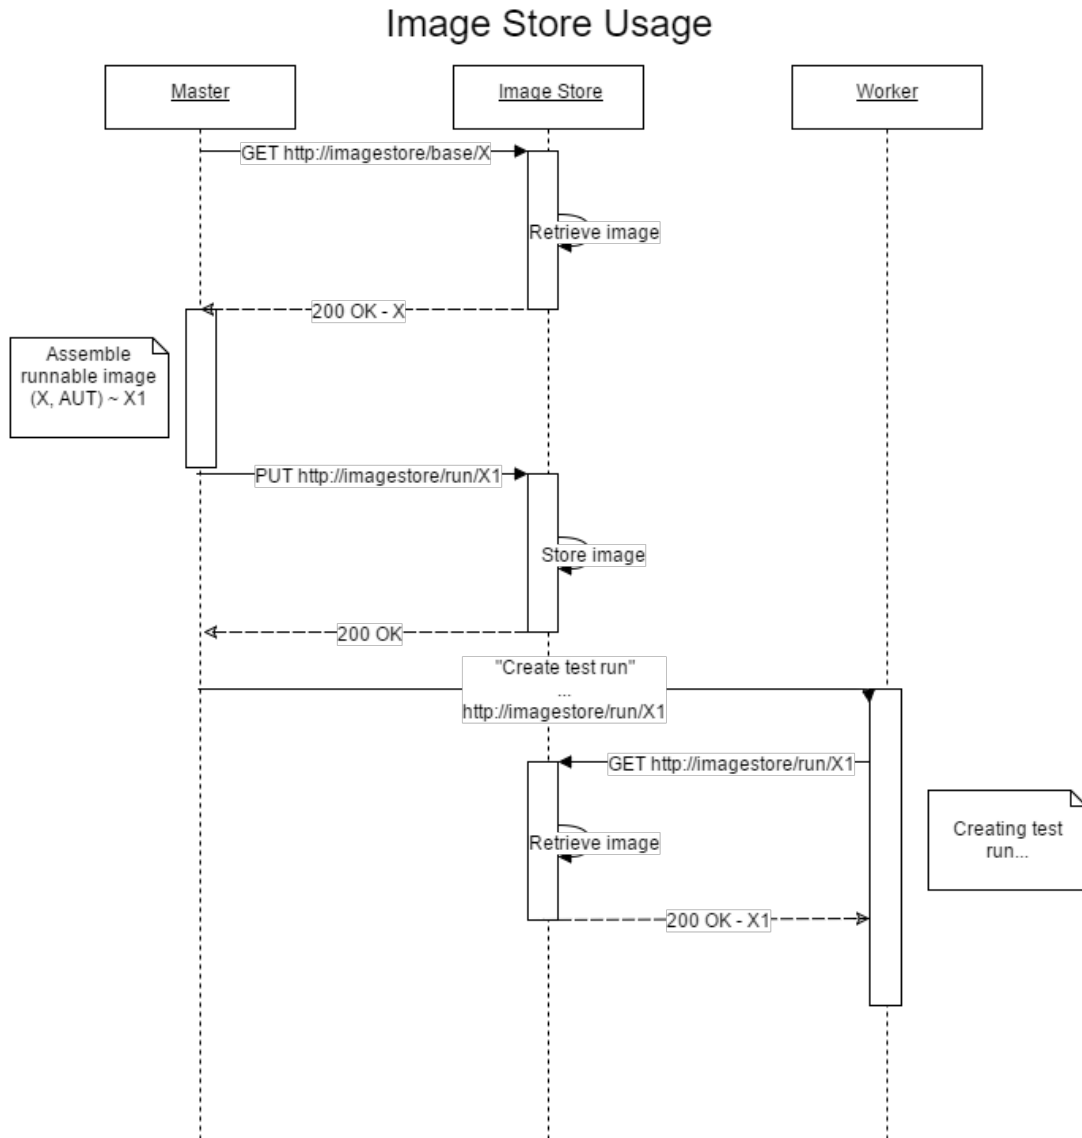 Image Store Usage
Master
Image Store
Worker
GET http://imagestore/base/X
Retrieve image
200 OK - X
Assemble
runnable image
(X, AUT) ~ X1
PUT http://imagestore/run/X1
Store image
200 OK
"Create test run"
...
http://imagestore/run/X1
GET http://imagestore/run/X1
Creating test
run...
Retrieve image
200 OK - X1